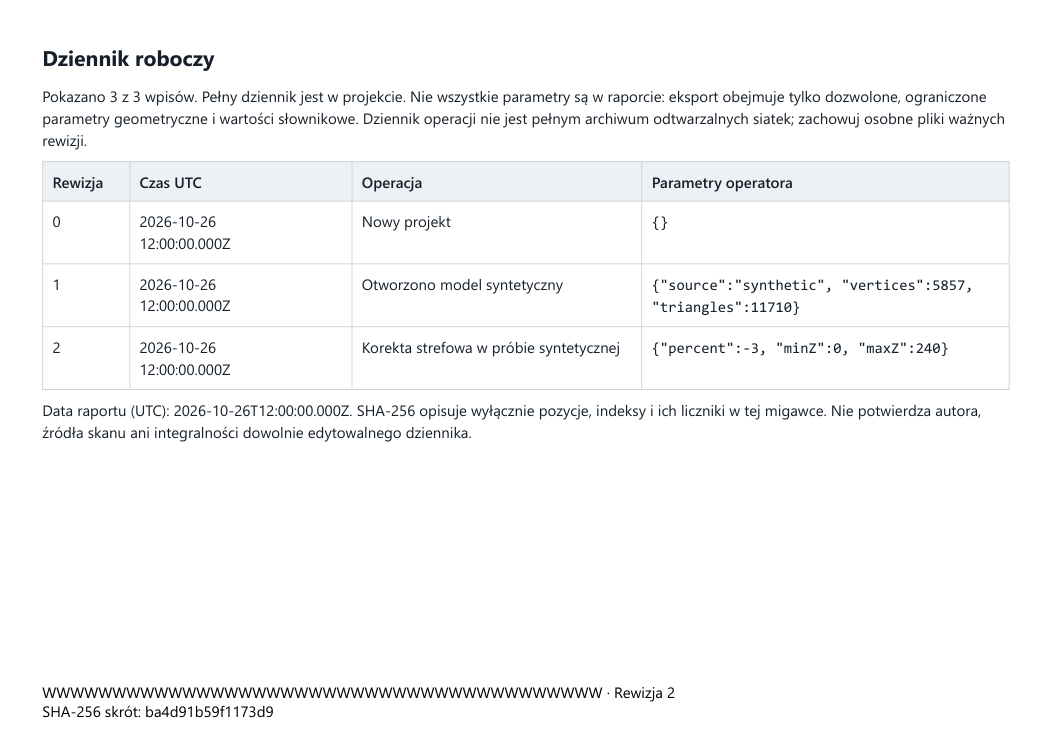 Dziennik roboczy
Pokazano 3 z 3 wpisów. Pełny dziennik jest w projekcie. Nie wszystkie parametry są w raporcie: eksport obejmuje tylko dozwolone, ograniczone
parametry geometryczne i wartości słownikowe. Dziennik operacji nie jest pełnym archiwum odtwarzalnych siatek; zachowuj osobne pliki ważnych
rewizji.
Rewizja Czas UTC Operacja Parametry operatora
0 2026-10-26 Nowy projekt {}
12:00:00.000Z
1 2026-10-26 Otworzono model syntetyczny {"source":"synthetic", "vertices":5857,
12:00:00.000Z "triangles":11710}
2 2026-10-26 Korekta strefowa w próbie syntetycznej {"percent":-3, "minZ":0, "maxZ":240}
12:00:00.000Z
Data raportu (UTC): 2026-10-26T12:00:00.000Z. SHA-256 opisuje wyłącznie pozycje, indeksy i ich liczniki w tej migawce. Nie potwierdza autora,
źródła skanu ani integralności dowolnie edytowalnego dziennika.
WWWWWWWWWWWWWWWWWWWWWWWWWWWWWWWWWWWWWWWW · Rewizja 2
SHA-256 skrót: ba4d91b59f1173d9